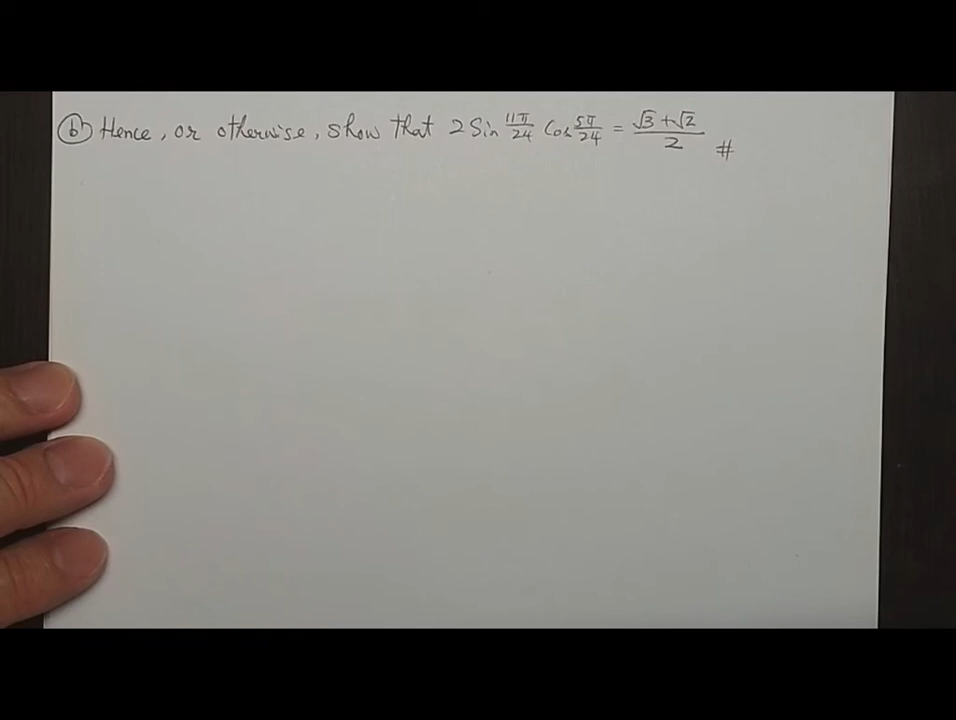 (b) Hence, or otherwise, show that 2 Sin 11π/24 Cos 5π/24 = (√3 + √2)/2 #